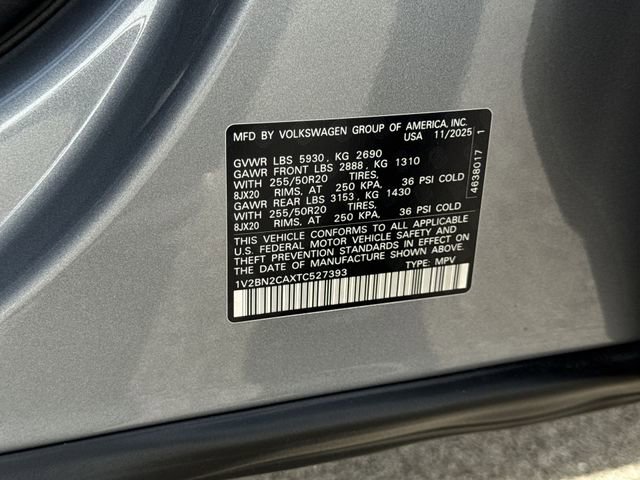 MFD BY VOLKSWAGEN GROUP OF AMERICA, INC.
USA 11/2025
GVWR LBS 5930, KG 2690
GAWR FRONT LBS 2888, KG 1310
WITH 255/50R20 TIRES,
8JX20 RIMS, AT 250 KPA, 36 PSI COLD
GAWR REAR LBS 3153, KG 1430
WITH 255/50R20 TIRES,
8JX20 RIMS, AT 250 KPA, 36 PSI COLD
THIS VEHICLE CONFORMS TO ALL APPLICABLE
U.S. FEDERAL MOTOR VEHICLE SAFETY AND
THEFT PREVENTION STANDARDS IN EFFECT ON
THE DATE OF MANUFACTURE SHOWN ABOVE.
1V2BN2CAXTC527393 TYPE: MPV
4638017 1